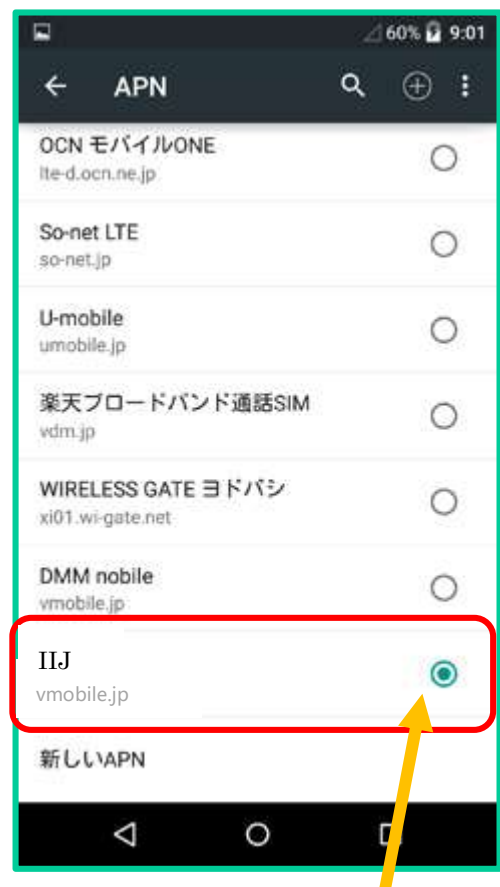 60% 9:01
APN
OCN モバイルONE
lte-d.ocn.ne.jp
So-net LTE
so-net.jp
U-mobile
umobile.jp
楽天ブロードバンド通話SIM
vdm.jp
WIRELESS GATE ヨドバシ
xi01.wi-gate.net
DMM nobile
vmobile.jp
IIJ
vmobile.jp
新しいAPN